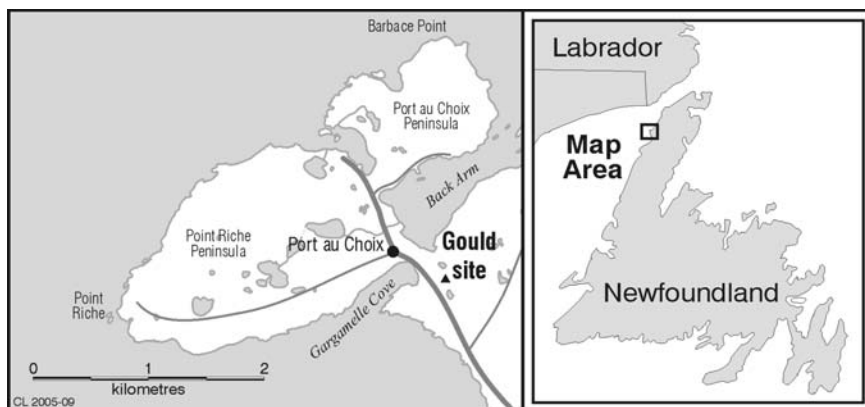 Barbace Point
Port au Choix
Peninsula
Back Arm
Point Riche
Peninsula
Port au Choix
Gould
site
Point
Riche
Gargamelle Cove
0 1 2
kilometres
CL 2005-09
Labrador
Map
Area
Newfoundland